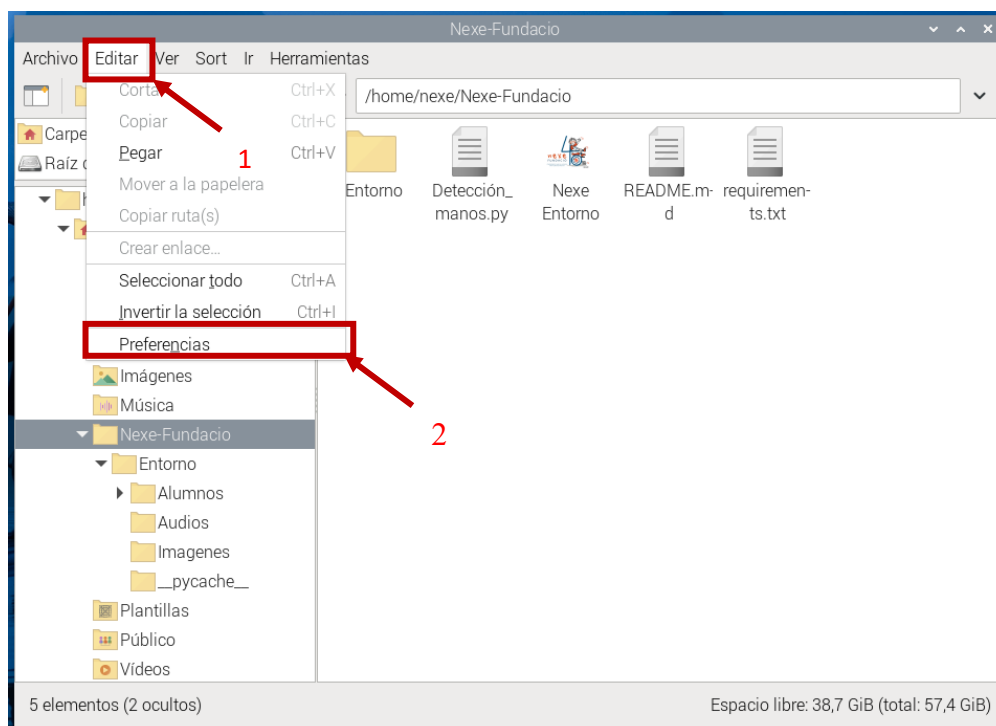 Nexe-Fundacio
Archivo Editar Ver Sort Ir Herramientas
/home/nexe/Nexe-Fundacio
Ctrl+X
Copiar Ctrl+C
Pegar Ctrl+V
1
Mover a la papelera
Copiar ruta(s)
Crear enlace...
Seleccionar todo Ctrl+A
Invertir la selección Ctrl+I
Preferencias
2
Carpe
Raíz
Imágenes
Música
Nexe-Fundacio
Entorno
Alumnos
Audios
Imagenes
__pycache__
Plantillas
Público
Vídeos
Entorno
Detección_
manos.py
Nexe
Entorno
README.m-
d
requiremen-
ts.txt
5 elementos (2 ocultos) Espacio libre: 38,7 GiB (total: 57,4 GiB)